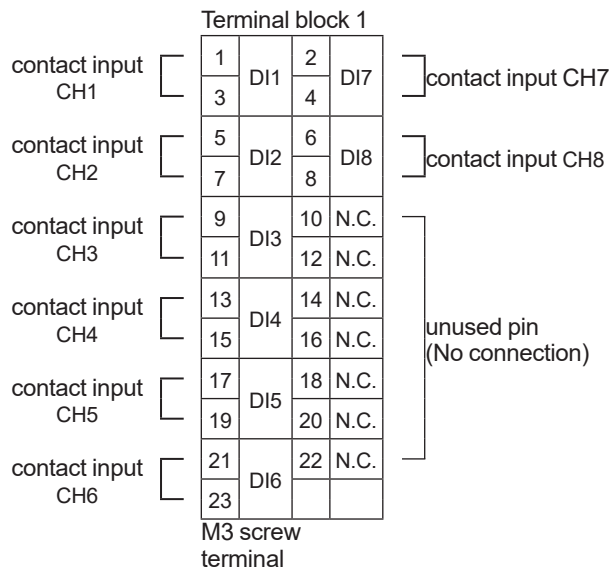 Terminal block 1
contact input
CH1
1
3
DI1
2
4
DI7
contact input CH7
contact input
CH2
5
7
DI2
6
8
DI8
contact input CH8
contact input
CH3
9
11
DI3
10 N.C.
12 N.C.
contact input
CH4
13
15
DI4
14 N.C.
16 N.C.
unused pin
(No connection)
contact input
CH5
17
19
DI5
18 N.C.
20 N.C.
contact input
CH6
21
23
DI6
22 N.C.
M3 screw
terminal